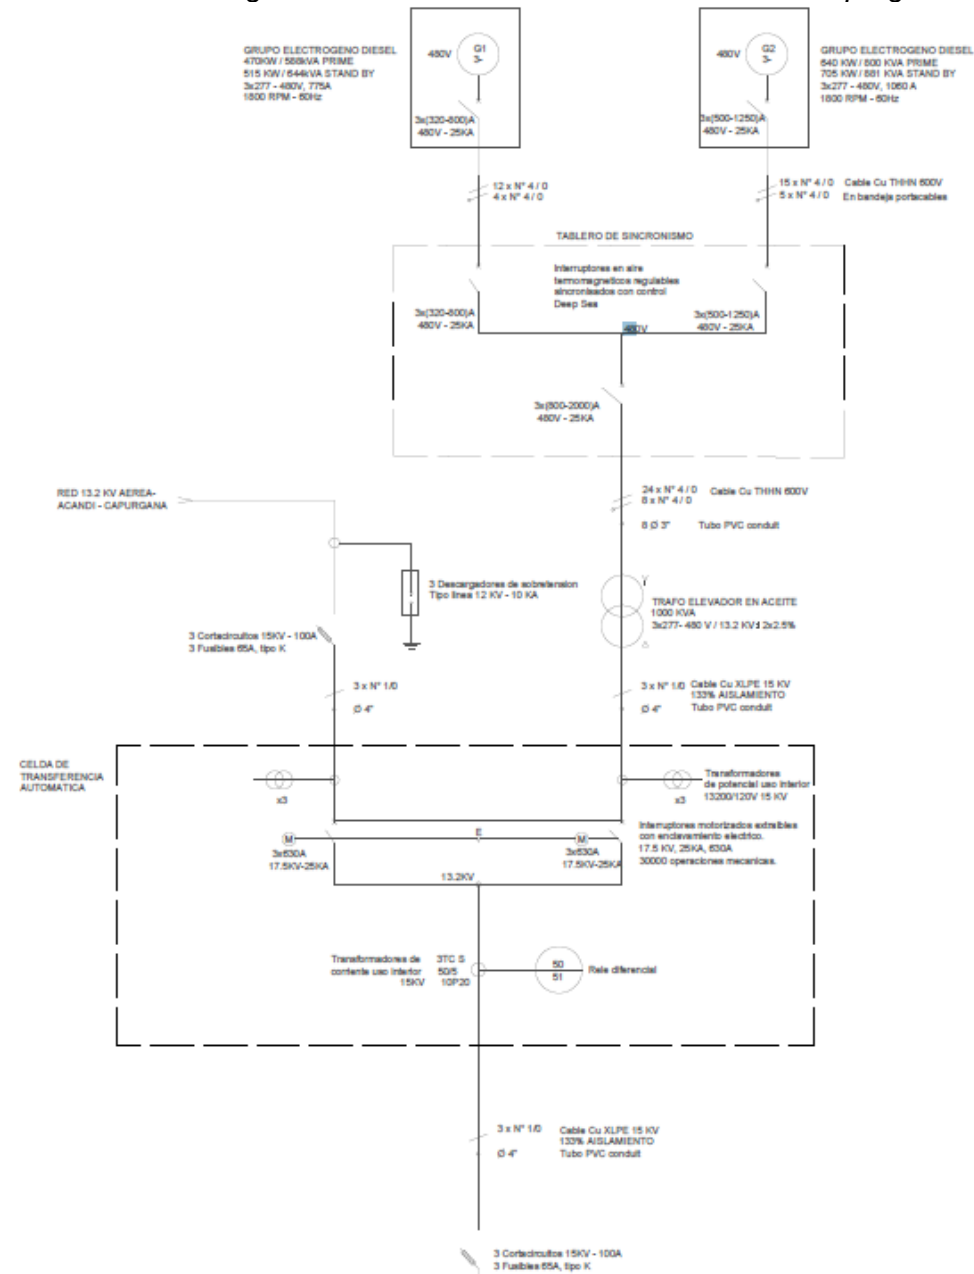 GRUPO ELECTROGENO DIESEL
470KW / 588kVA PRIME
515 KW / 644kVA STAND BY
3x277 - 480V, 775A
1800 RPM - 60Hz
480V
G1
3~
3x(320-800)A
480V - 25KA
480V
G2
3~
3x(500-1250)A
480V - 25KA
GRUPO ELECTROGENO DIESEL
640 KW / 800 KVA PRIME
705 KW / 881 KVA STAND BY
3x277 - 480V, 1060 A
1800 RPM - 60Hz
12 x N° 4 / 0
4 x N° 4 / 0
15 x N° 4 / 0 Cable Cu THHN 600V
5 x N° 4 / 0 En bandeja portacables
TABLERO DE SINCRONISMO
Interruptores en aire
termomagneticos regulables
sincronisados con control
Deep Sea
3x(320-800)A
480V - 25KA
480V
3x(500-1250)A
480V - 25KA
3x(800-2000)A
480V - 25KA
RED 13.2 KV AEREA-
ACANDI - CAPURGANA
24 x N° 4 / 0 Cable Cu THHN 600V
8 x N° 4 / 0
8 Ø 3" Tubo PVC conduit
3 Descargadores de sobretension
Tipo linea 12 KV - 10 KA
Y
TRAFO ELEVADOR EN ACEITE
1000 KVA
3x277- 480 V / 13.2 KV± 2x2.5%
Δ
3 Cortacircuitos 15KV - 100A
3 Fusibles 65A, tipo K
3 x N° 1/0
Ø 4"
3 x N° 1/0 Cable Cu XLPE 15 KV
133% AISLAMIENTO
Ø 4" Tubo PVC conduit
CELDA DE
TRANSFERENCIA
AUTOMATICA
x3
x3
Transformadores
de potencial uso interior
13200/120V 15 KV
M
E
M
3x630A
17.5KV-25KA
3x630A
17.5KV-25KA
Interruptores motorizados extraibles
con enclavamiento electrico.
17.5 KV, 25KA, 630A
30000 operaciones mecanicas.
13.2KV
Transformadores de 3TC S
corriente uso interior 50/5
15KV 10P20
50
51
Rele diferencial
3 x N° 1/0 Cable Cu XLPE 15 KV
133% AISLAMIENTO
Ø 4" Tubo PVC conduit
3 Cortacircuitos 15KV - 100A
3 Fusibles 65A, tipo K